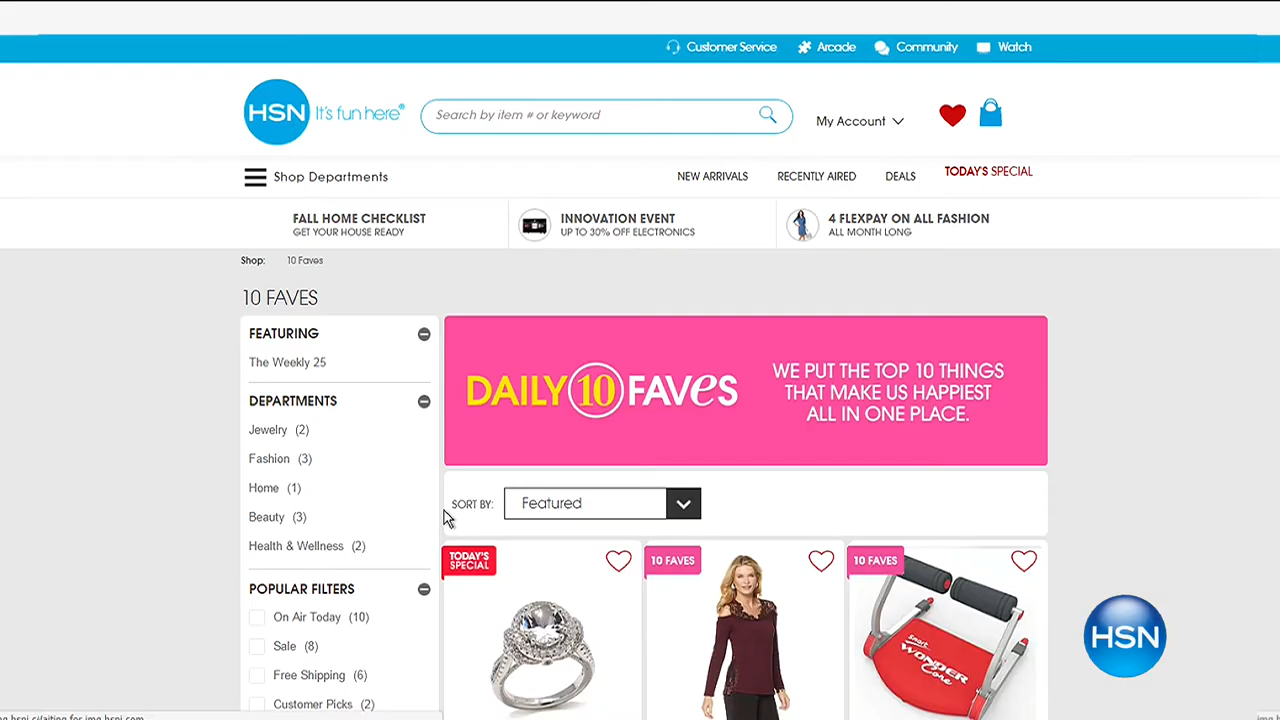 Customer Service
Arcade
Community
Watch
HSN
It's fun here®
Search by item # or keyword
My Account
Shop Departments
NEW ARRIVALS
RECENTLY AIRED
DEALS
TODAY'S SPECIAL
FALL HOME CHECKLIST
GET YOUR HOUSE READY
INNOVATION EVENT
UP TO 30% OFF ELECTRONICS
4 FLEXPAY ON ALL FASHION
ALL MONTH LONG
Shop: 10 Faves
10 FAVES
FEATURING
The Weekly 25
DEPARTMENTS
Jewelry (2)
Fashion (3)
Home (1)
Beauty (3)
Health & Wellness (2)
POPULAR FILTERS
On Air Today (10)
Sale (8)
Free Shipping (6)
Customer Picks (2)
DAILY 10 FAVES
WE PUT THE TOP 10 THINGS
THAT MAKE US HAPPIEST
ALL IN ONE PLACE.
SORT BY: Featured
TODAY'S
SPECIAL
10 FAVES
10 FAVES
Smart
WONDER
Core
HSN